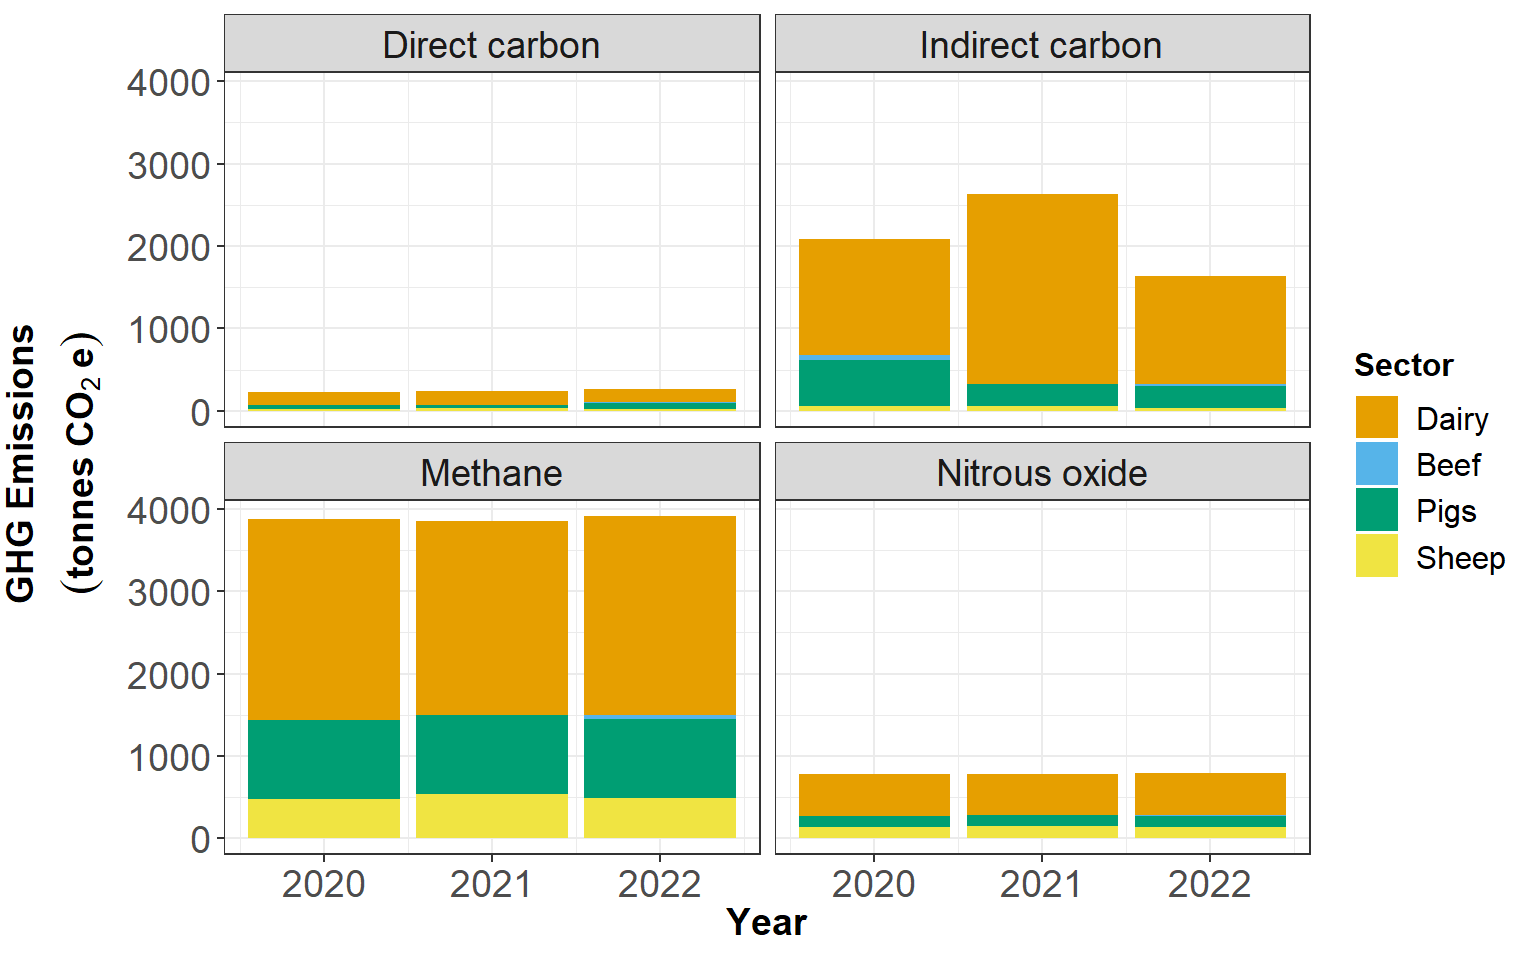 Direct carbon
Indirect carbon
4000
3000
2000
1000
0
Methane
Nitrous oxide
4000
3000
2000
1000
0
2020
2021
2022
2020
2021
2022
Year
GHG Emissions
(tonnes CO₂ e)
Sector
Dairy
Beef
Pigs
Sheep